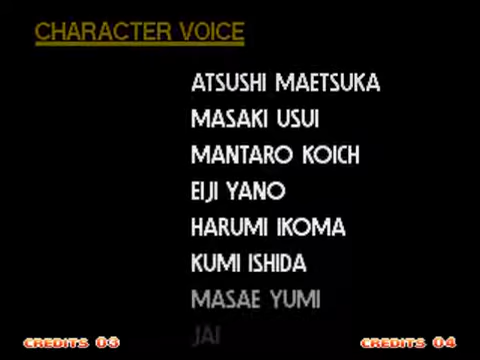 CHARACTER VOICE
ATSUSHI MAETSUKA
MASAKI USUI
MANTARO KOICH
EIJI YANO
HARUMI IKOMA
KUMI ISHIDA
MASAE YUMI
JAI
CREDITS 03
CREDITS 04